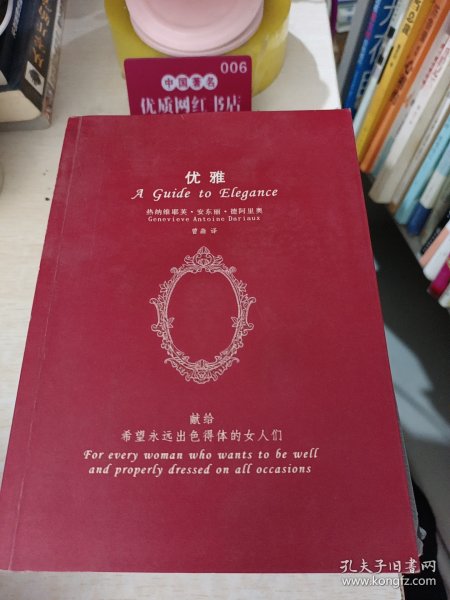 006
中国著名
优质网红书店
优雅
A Guide to Elegance
热纳维耶芙·安东丽·德阿里奥
Genevieve Antoine Dariaux
曾淼 译
献给
希望永远出色得体的女人们
For every woman who wants to be well
and properly dressed on all occasions
孔夫子旧书网
www.kongfz.com